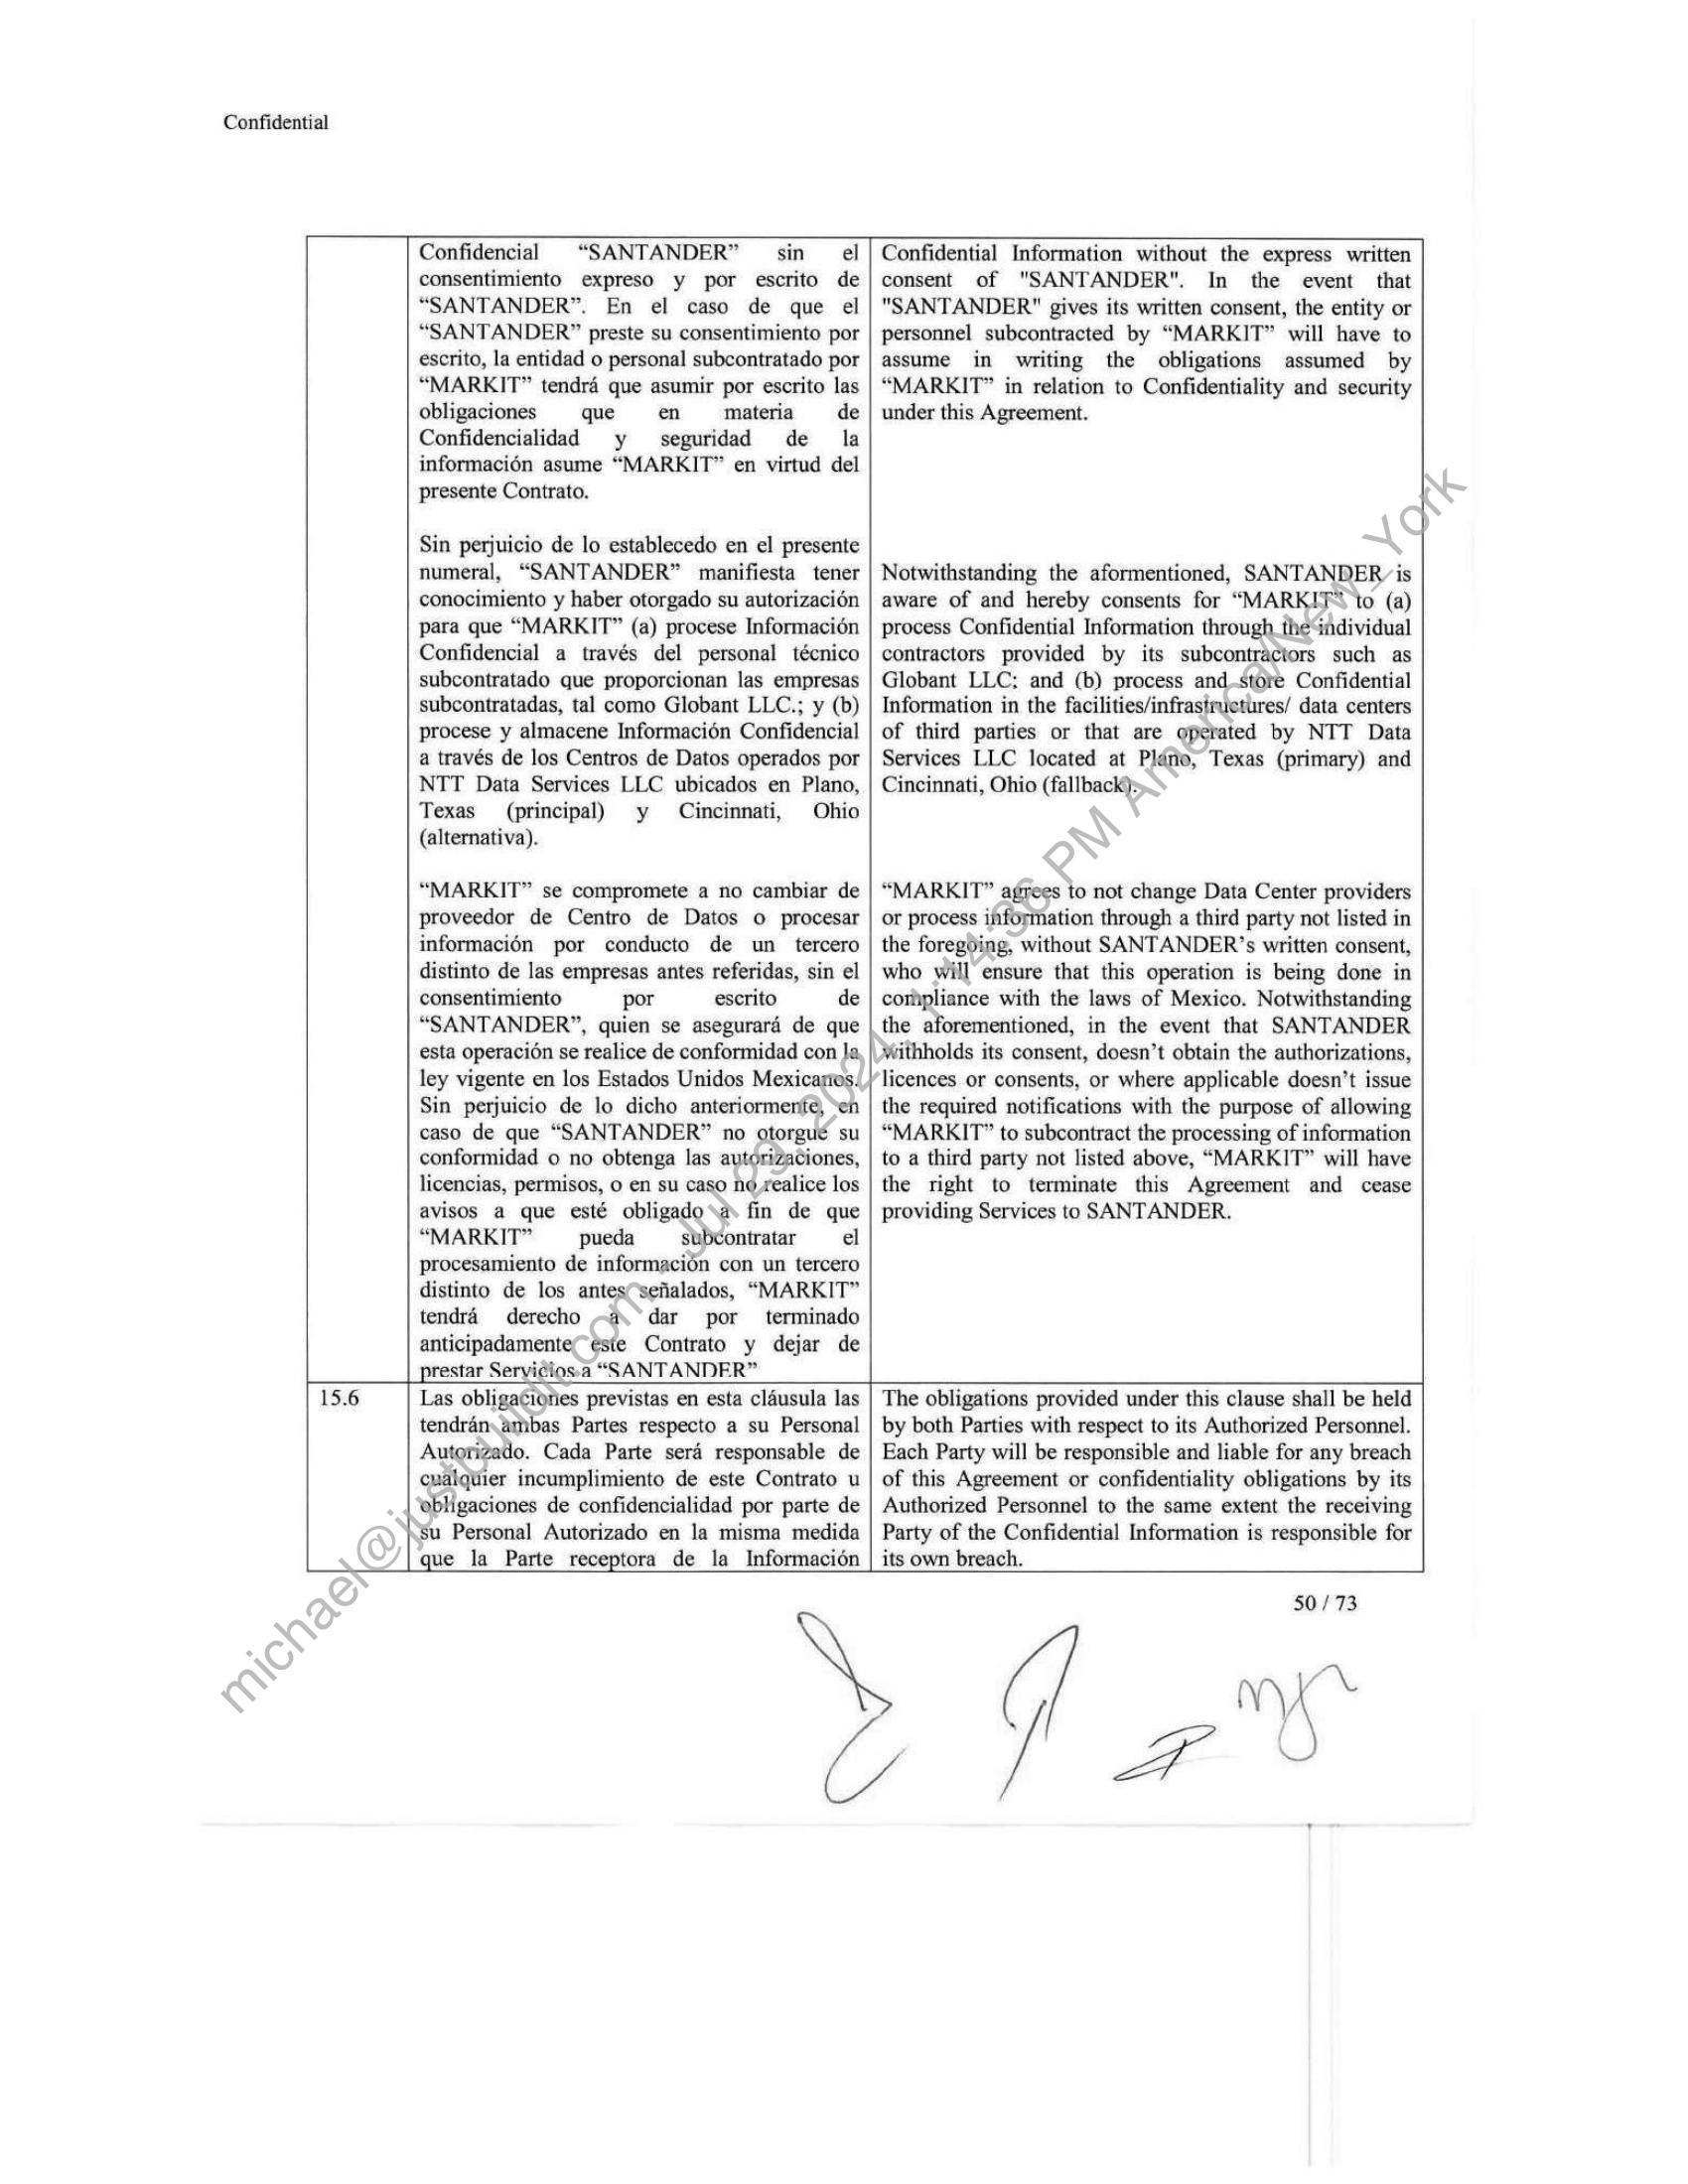 Confidential
Confidencial “SANTANDER” sin el
consentimiento expreso y por escrito de
“SANTANDER”. En el caso de que el
“SANTANDER” preste su consentimiento por
escrito, la entidad o personal subcontratado por
“MARKIT” tendrá que asumir por escrito las
obligaciones que en materia de
Confidencialidad y seguridad de la
información asume “MARKIT” en virtud del
presente Contrato.
Sin perjuicio de lo establecedo en el presente
numeral, “SANTANDER” manifiesta tener
conocimiento y haber otorgado su autorización
para que “MARKIT” (a) procese Información
Confidencial a través del personal técnico
subcontratado que proporcionan las empresas
subcontratadas, tal como Globant LLC.; y (b)
procese y almacene Información Confidencial
a través de los Centros de Datos operados por
NTT Data Services LLC ubicados en Plano,
Texas (principal) y Cincinnati, Ohio
(alternativa).
“MARKIT” se compromete a no cambiar de
proveedor de Centro de Datos o procesar
información por conducto de un tercero
distinto de las empresas antes referidas, sin el
consentimiento por escrito de
“SANTANDER”, quien se asegurará de que
esta operación se realice de conformidad con la
ley vigente en los Estados Unidos Mexicanos.
Sin perjuicio de lo dicho anteriormente, en
caso de que “SANTANDER” no otorgue su
conformidad o no obtenga las autorizaciones,
licencias, permisos, o en su caso no realice los
avisos a que esté obligado a fin de que
“MARKIT” pueda subcontratar el
procesamiento de información con un tercero
distinto de los antes señalados, “MARKIT”
tendrá derecho a dar por terminado
anticipadamente este Contrato y dejar de
prestar Servicios a “SANTANDER”
Confidential Information without the express written
consent of "SANTANDER". In the event that
"SANTANDER" gives its written consent, the entity or
personnel subcontracted by “MARKIT” will have to
assume in writing the obligations assumed by
“MARKIT” in relation to Confidentiality and security
under this Agreement.
Notwithstanding the aformentioned, SANTANDER is
aware of and hereby consents for “MARKIT” to (a)
process Confidential Information through the individual
contractors provided by its subcontractors such as
Globant LLC; and (b) process and store Confidential
Information in the facilities/infrastructures/ data centers
of third parties or that are operated by NTT Data
Services LLC located at Plano, Texas (primary) and
Cincinnati, Ohio (fallback).
“MARKIT” agrees to not change Data Center providers
or process information through a third party not listed in
the foregoing, without SANTANDER’s written consent,
who will ensure that this operation is being done in
compliance with the laws of Mexico. Notwithstanding
the aforementioned, in the event that SANTANDER
withholds its consent, doesn’t obtain the authorizations,
licences or consents, or where applicable doesn’t issue
the required notifications with the purpose of allowing
“MARKIT” to subcontract the processing of information
to a third party not listed above, “MARKIT” will have
the right to terminate this Agreement and cease
providing Services to SANTANDER.
15.6
Las obligaciones previstas en esta cláusula las
tendrán ambas Partes respecto a su Personal
Autorizado. Cada Parte será responsable de
cualquier incumplimiento de este Contrato u
obligaciones de confidencialidad por parte de
su Personal Autorizado en la misma medida
que la Parte receptora de la Información
The obligations provided under this clause shall be held
by both Parties with respect to its Authorized Personnel.
Each Party will be responsible and liable for any breach
of this Agreement or confidentiality obligations by its
Authorized Personnel to the same extent the receiving
Party of the Confidential Information is responsible for
its own breach.
50 / 73
michael@justbuildit.com - Jul 29, 2024, 1:14:36 PM America/New_York